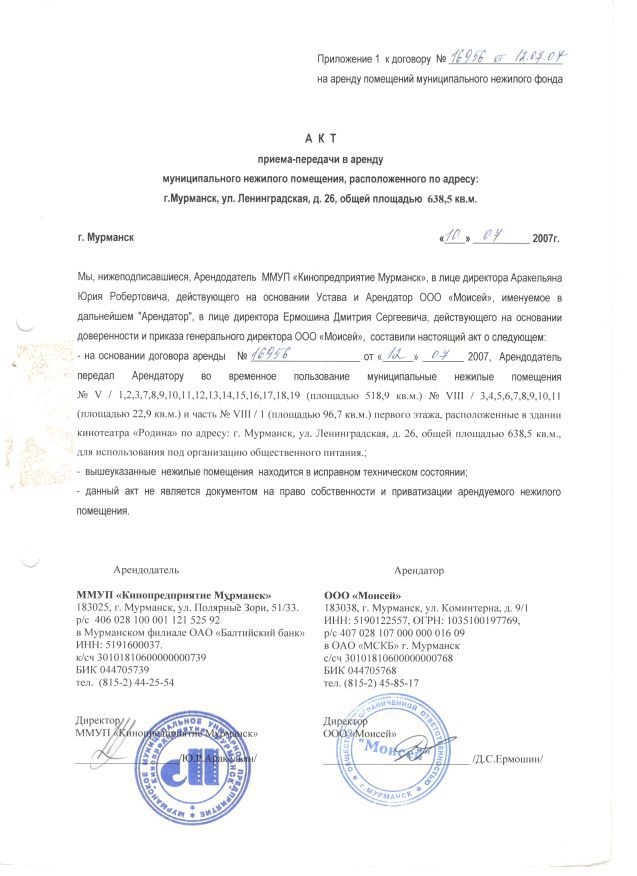 Приложение 1 к договору № 16956 от 12.07.07
на аренду помещений муниципального нежилого фонда
А К Т
приема-передачи в аренду
муниципального нежилого помещения, расположенного по адресу:
г.Мурманск, ул. Ленинградская, д. 26, общей площадью 638,5 кв.м.
г. Мурманск «10» 07 2007г.
Мы, нижеподписавшиеся, Арендодатель ММУП «Кинопредприятие Мурманск», в лице директора Аракельяна
Юрия Робертовича, действующего на основании Устава и Арендатор ООО «Моисей», именуемое в
дальнейшем "Арендатор", в лице директора Ермошина Дмитрия Сергеевича, действующего на основании
доверенности и приказа генерального директора ООО «Моисей», составили настоящий акт о следующем:
- на основании договора аренды № 16956 от «12» 07 2007, Арендодатель
передал Арендатору во временное пользование муниципальные нежилые помещения
№ V / 1,2,3,7,8,9,10,11,12,13,14,15,16,17,18,19 (площадью 518,9 кв.м.) № VIII / 3,4,5,6,7,8,9,10,11
(площадью 22,9 кв.м.) и часть № VIII / 1 (площадью 96,7 кв.м.) первого этажа, расположенные в здании
кинотеатра «Родина» по адресу: г. Мурманск, ул. Ленинградская, д. 26, общей площадью 638,5 кв.м.,
для использования под организацию общественного питания.;
- вышеуказанные нежилые помещения находится в исправном техническом состоянии;
- данный акт не является документом на право собственности и приватизации арендуемого нежилого
помещения.
Арендодатель Арендатор
ММУП «Кинопредприятие Мурманск» ООО «Моисей»
183025, г. Мурманск, ул. Полярные Зори, 51/33. 183038, г. Мурманск, ул. Коминтерна, д. 9/1
р/с 406 028 100 001 121 525 92 ИНН: 5190122557, ОГРН: 1035100197769,
в Мурманском филиале ОАО «Балтийский банк» р/с 407 028 107 000 000 016 09
ИНН: 5191600037. в ОАО «МСКБ» г. Мурманск
к/сч 30101810600000000739 к/сч 30101810600000000768
БИК 044705739 БИК 044705768
тел. (815-2) 44-25-54 тел. (815-2) 45-85-17
Директор Директор
ММУП «Кинопредприятие Мурманск» ООО «Моисей»
/Ю.Р.Аракельян/ /Д.С.Ермошин/
МУРМАНСКОЕ МУНИЦИПАЛЬНОЕ УНИТАРНОЕ ПРЕДПРИЯТИЕ
"Кинопредприятие МУРМАНСК"
ОБЩЕСТВО С ОГРАНИЧЕННОЙ ОТВЕТСТВЕННОСТЬЮ
"Моисей"
г. МУРМАНСК